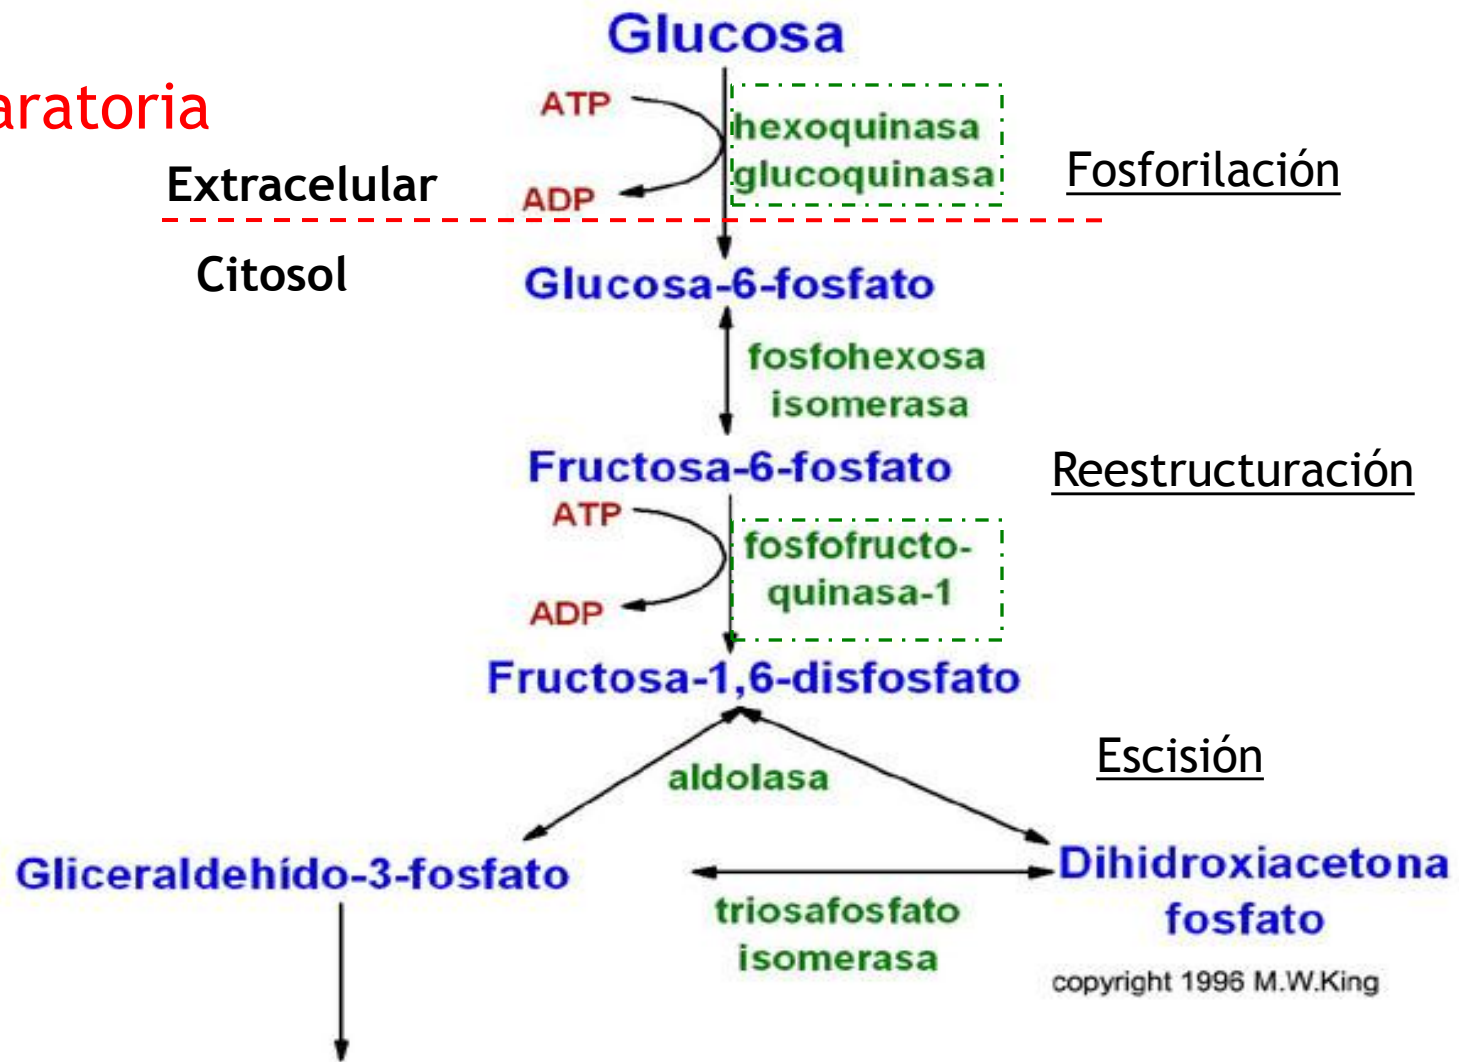 Glucosa
aratoria
ATP
hexoquinasa
glucoquinasa
Fosforilación
Extracelular
ADP
Citosol
Glucosa-6-fosfato
fosfohexosa
isomerasa
Fructosa-6-fosfato
Reestructuración
ATP
fosfofructo-
quinasa-1
ADP
Fructosa-1,6-disfosfato
Escisión
aldolasa
Gliceraldehído-3-fosfato
Dihidroxiacetona
fosfato
triosafosfato
isomerasa
copyright 1996 M.W.King